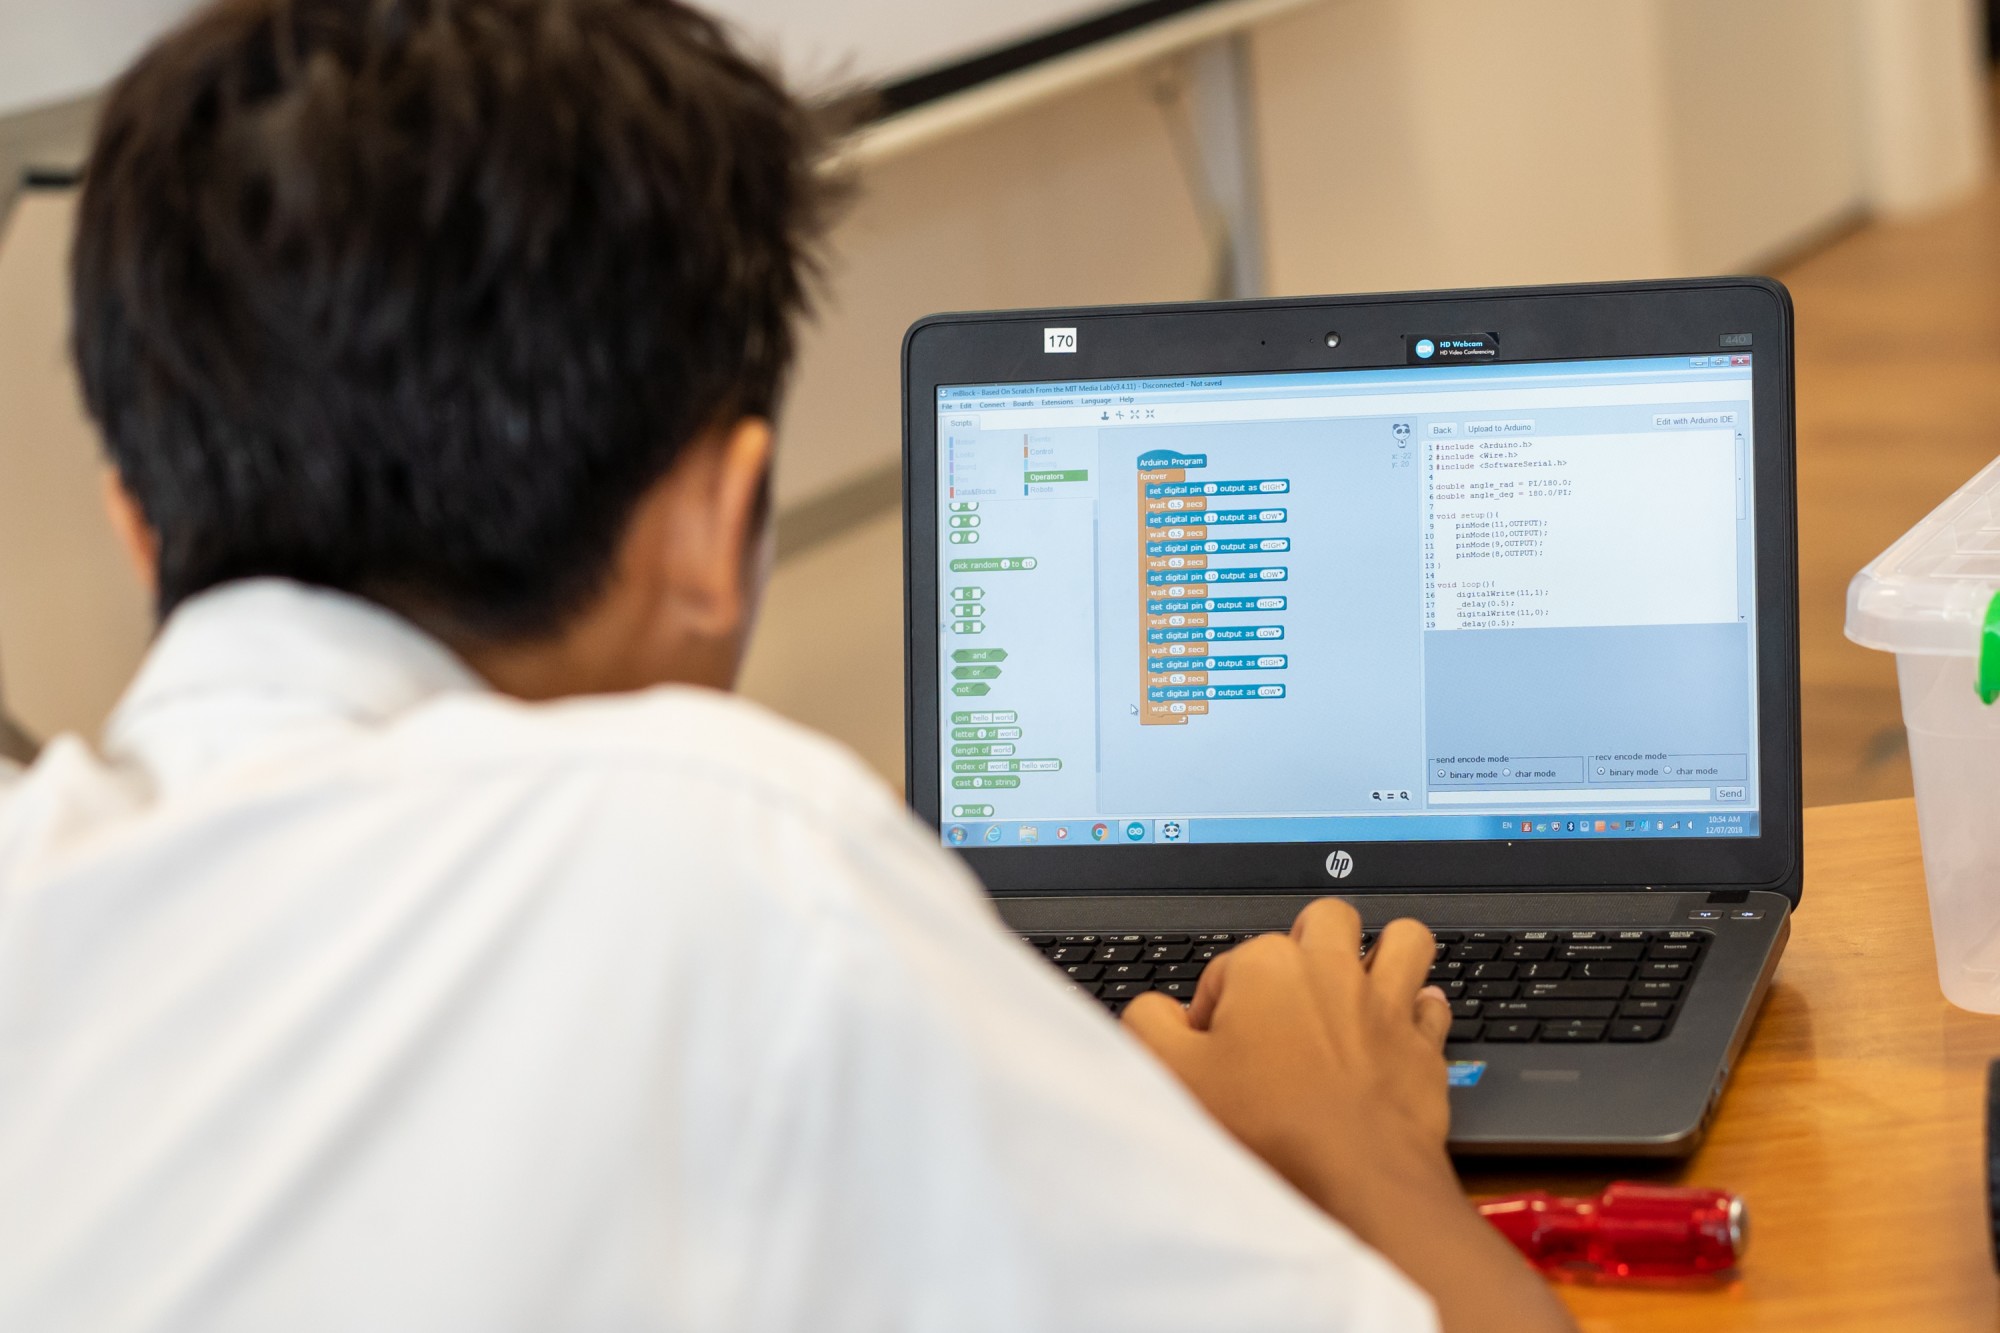 170
HD Webcam
HD Video Conferencing
440
mBlock - Based On Scratch From the MIT Media Lab(v3.4.11) - Disconnected - Not saved
File Edit Connect Boards Extensions Language Help
Scripts
Motion
Looks
Sound
Pen
Data&Blocks
Events
Control
Sensing
Operators
Robots
pick random 1 to 10
<
=
>
and
or
not
join hello world
letter 1 of world
length of world
index of world in hello world
cast 1 to string
mod
Arduino Program
forever
set digital pin 11 output as HIGH
wait 0.5 secs
set digital pin 11 output as LOW
wait 0.5 secs
set digital pin 10 output as HIGH
wait 0.5 secs
set digital pin 10 output as LOW
wait 0.5 secs
set digital pin 9 output as HIGH
wait 0.5 secs
set digital pin 9 output as LOW
wait 0.5 secs
set digital pin 8 output as HIGH
wait 0.5 secs
set digital pin 8 output as LOW
wait 0.5 secs
X: -22
Y: 20
Back Upload to Arduino Edit with Arduino IDE
1 #include <Arduino.h>
2 #include <Wire.h>
3 #include <SoftwareSerial.h>
4
5 double angle_rad = PI/180.0;
6 double angle_deg = 180.0/PI;
7
8 void setup(){
9 pinMode(11,OUTPUT);
10 pinMode(10,OUTPUT);
11 pinMode(9,OUTPUT);
12 pinMode(8,OUTPUT);
13 }
14
15 void loop(){
16 digitalWrite(11,1);
17 _delay(0.5);
18 digitalWrite(11,0);
19 _delay(0.5);
send encode mode
binary mode char mode
recv encode mode
binary mode char mode
Send
EN
10:54 AM
12/07/2018
hp
E R T
F G